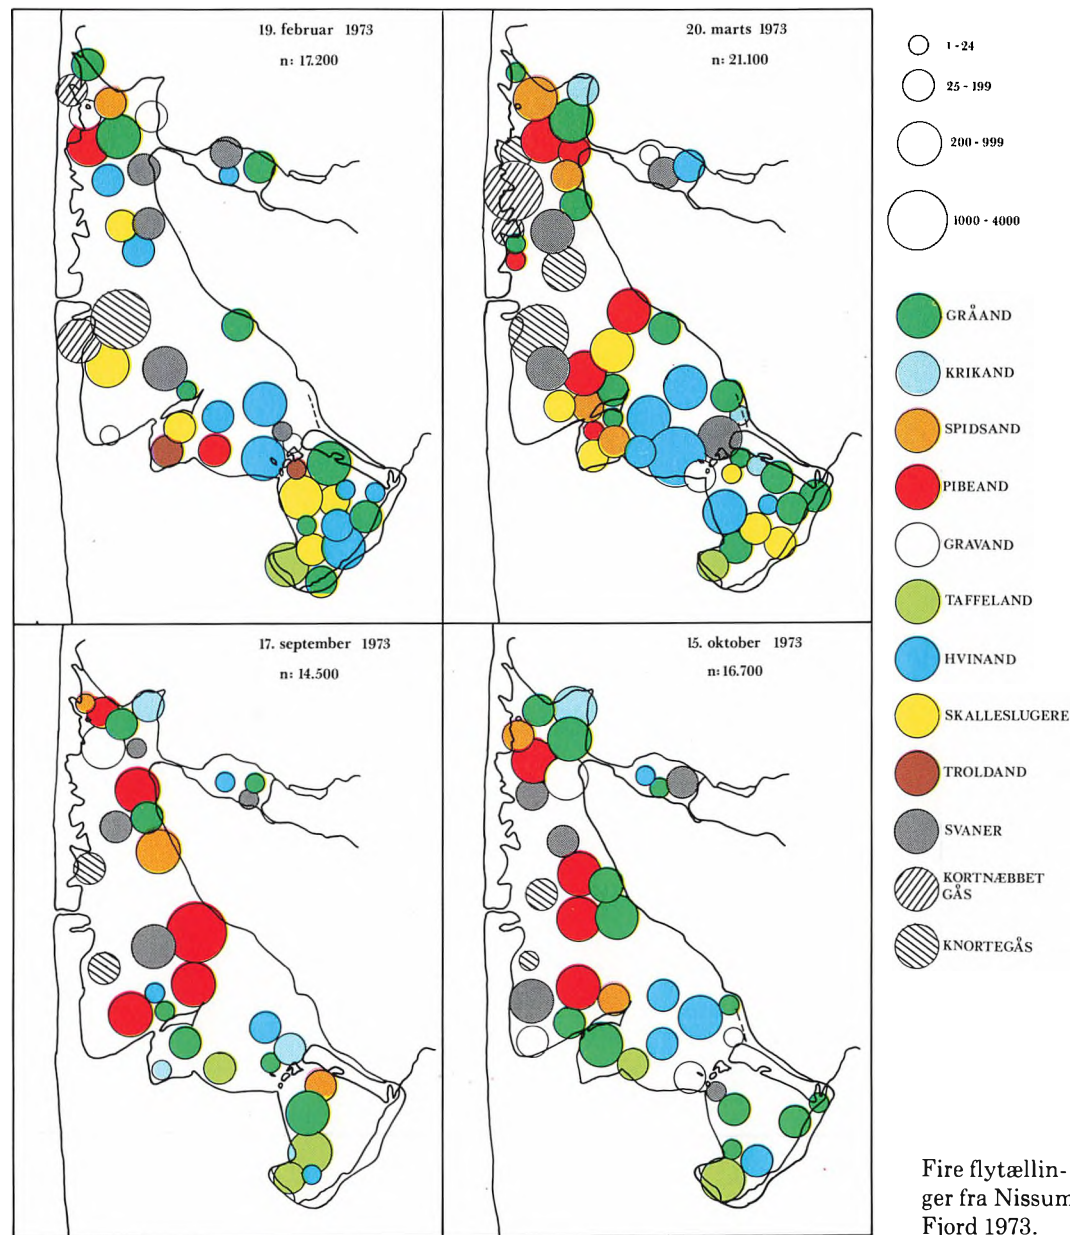 19. februar 1973
n: 17.200
20. marts 1973
n: 21.100
17. september 1973
n: 14.500
15. oktober 1973
n: 16.700
1 - 24
25 - 199
200 - 999
1000 - 4000
GRÅAND
KRIKAND
SPIDSAND
PIBEAND
GRAVAND
TAFFELAND
HVINAND
SKALLESLUGERE
TROLDAND
SVANER
KORTNÆBBET
GÅS
KNORTEGÅS
Fire flytællin-
ger fra Nissum
Fjord 1973.